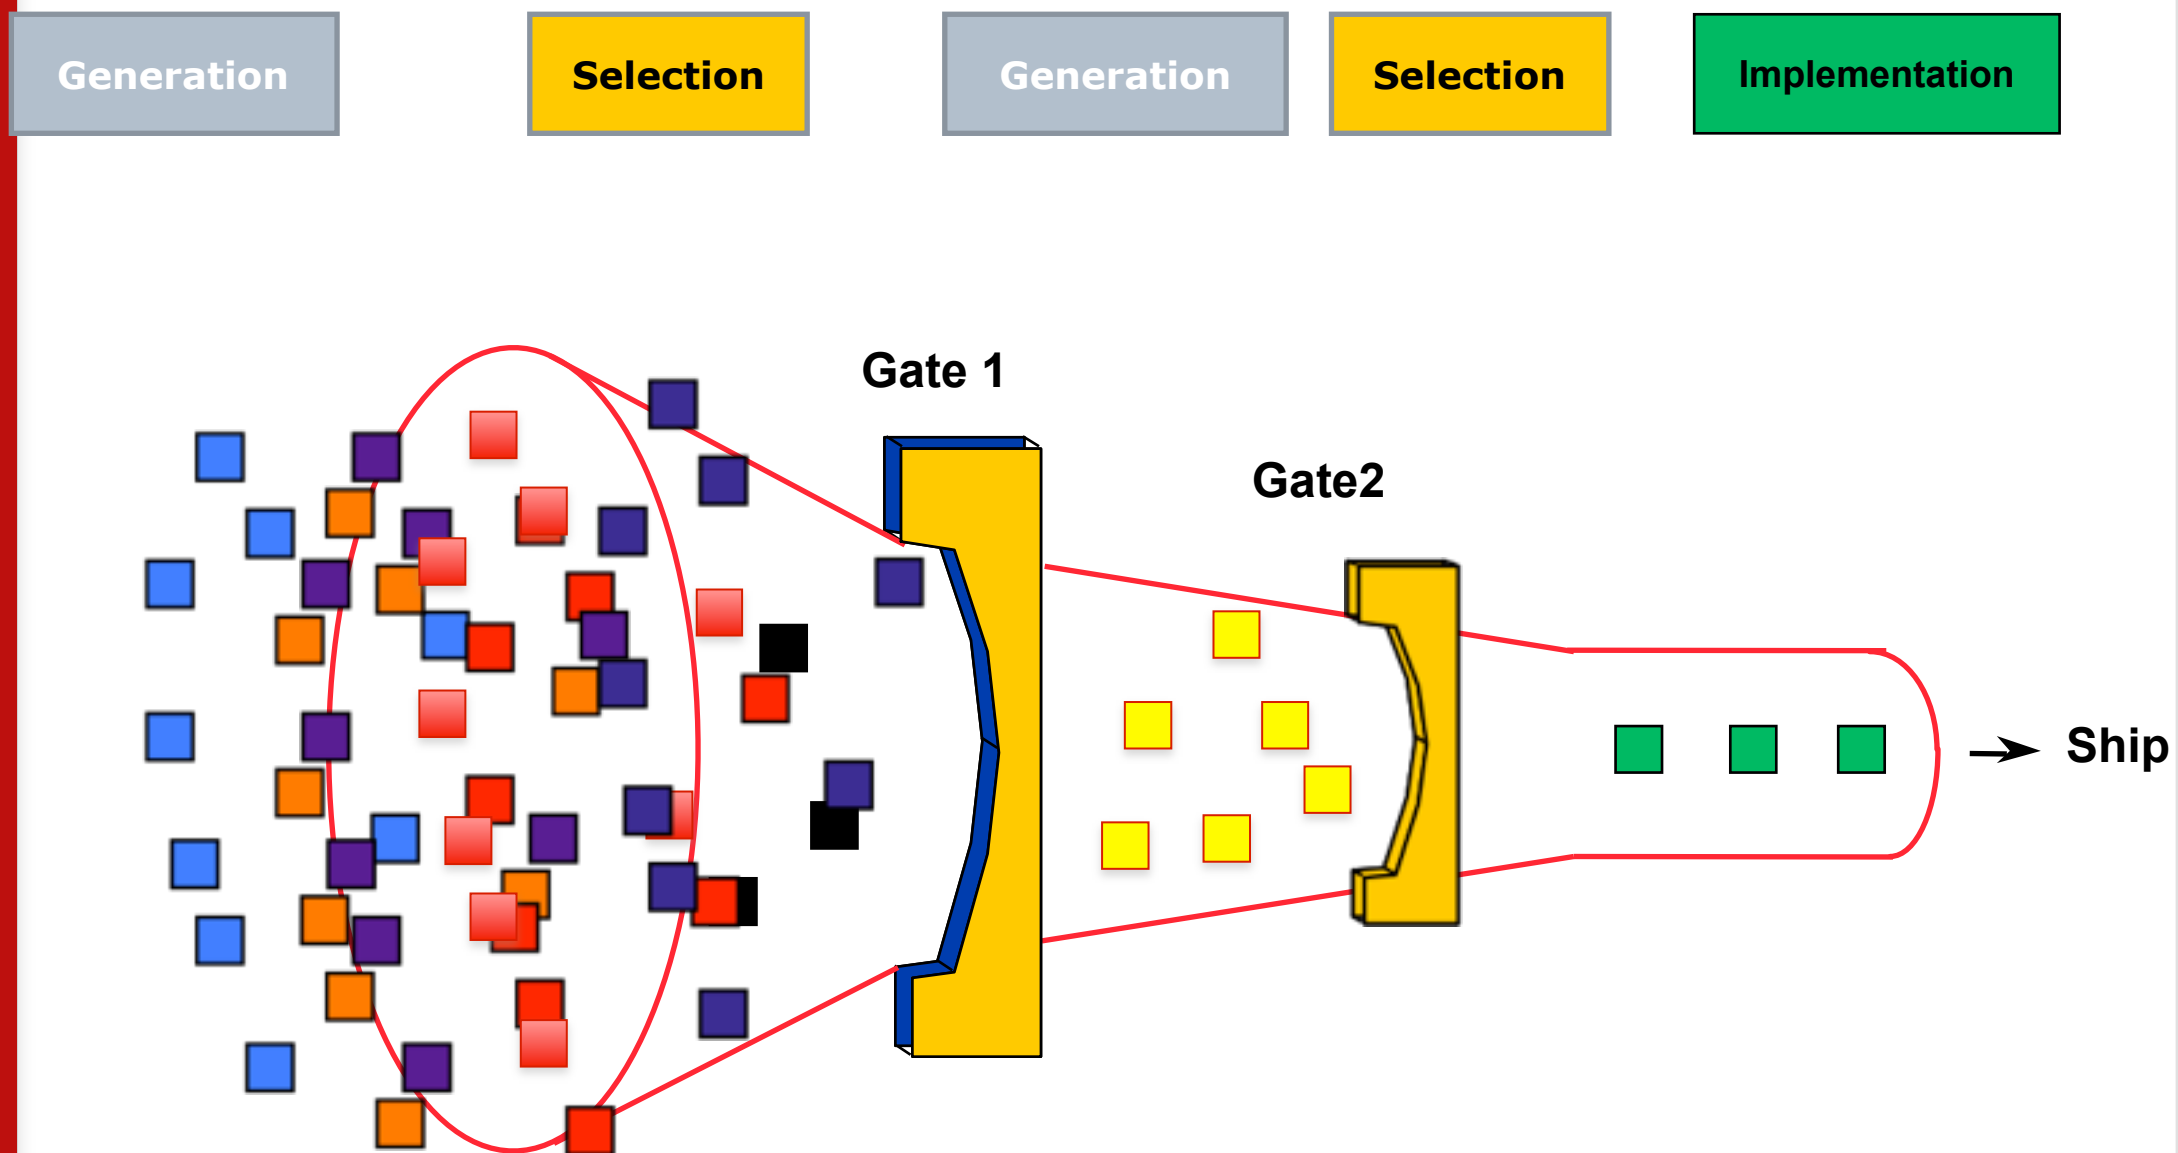 Generation
Selection
Generation
Selection
Implementation
Gate 1
Gate2
Ship